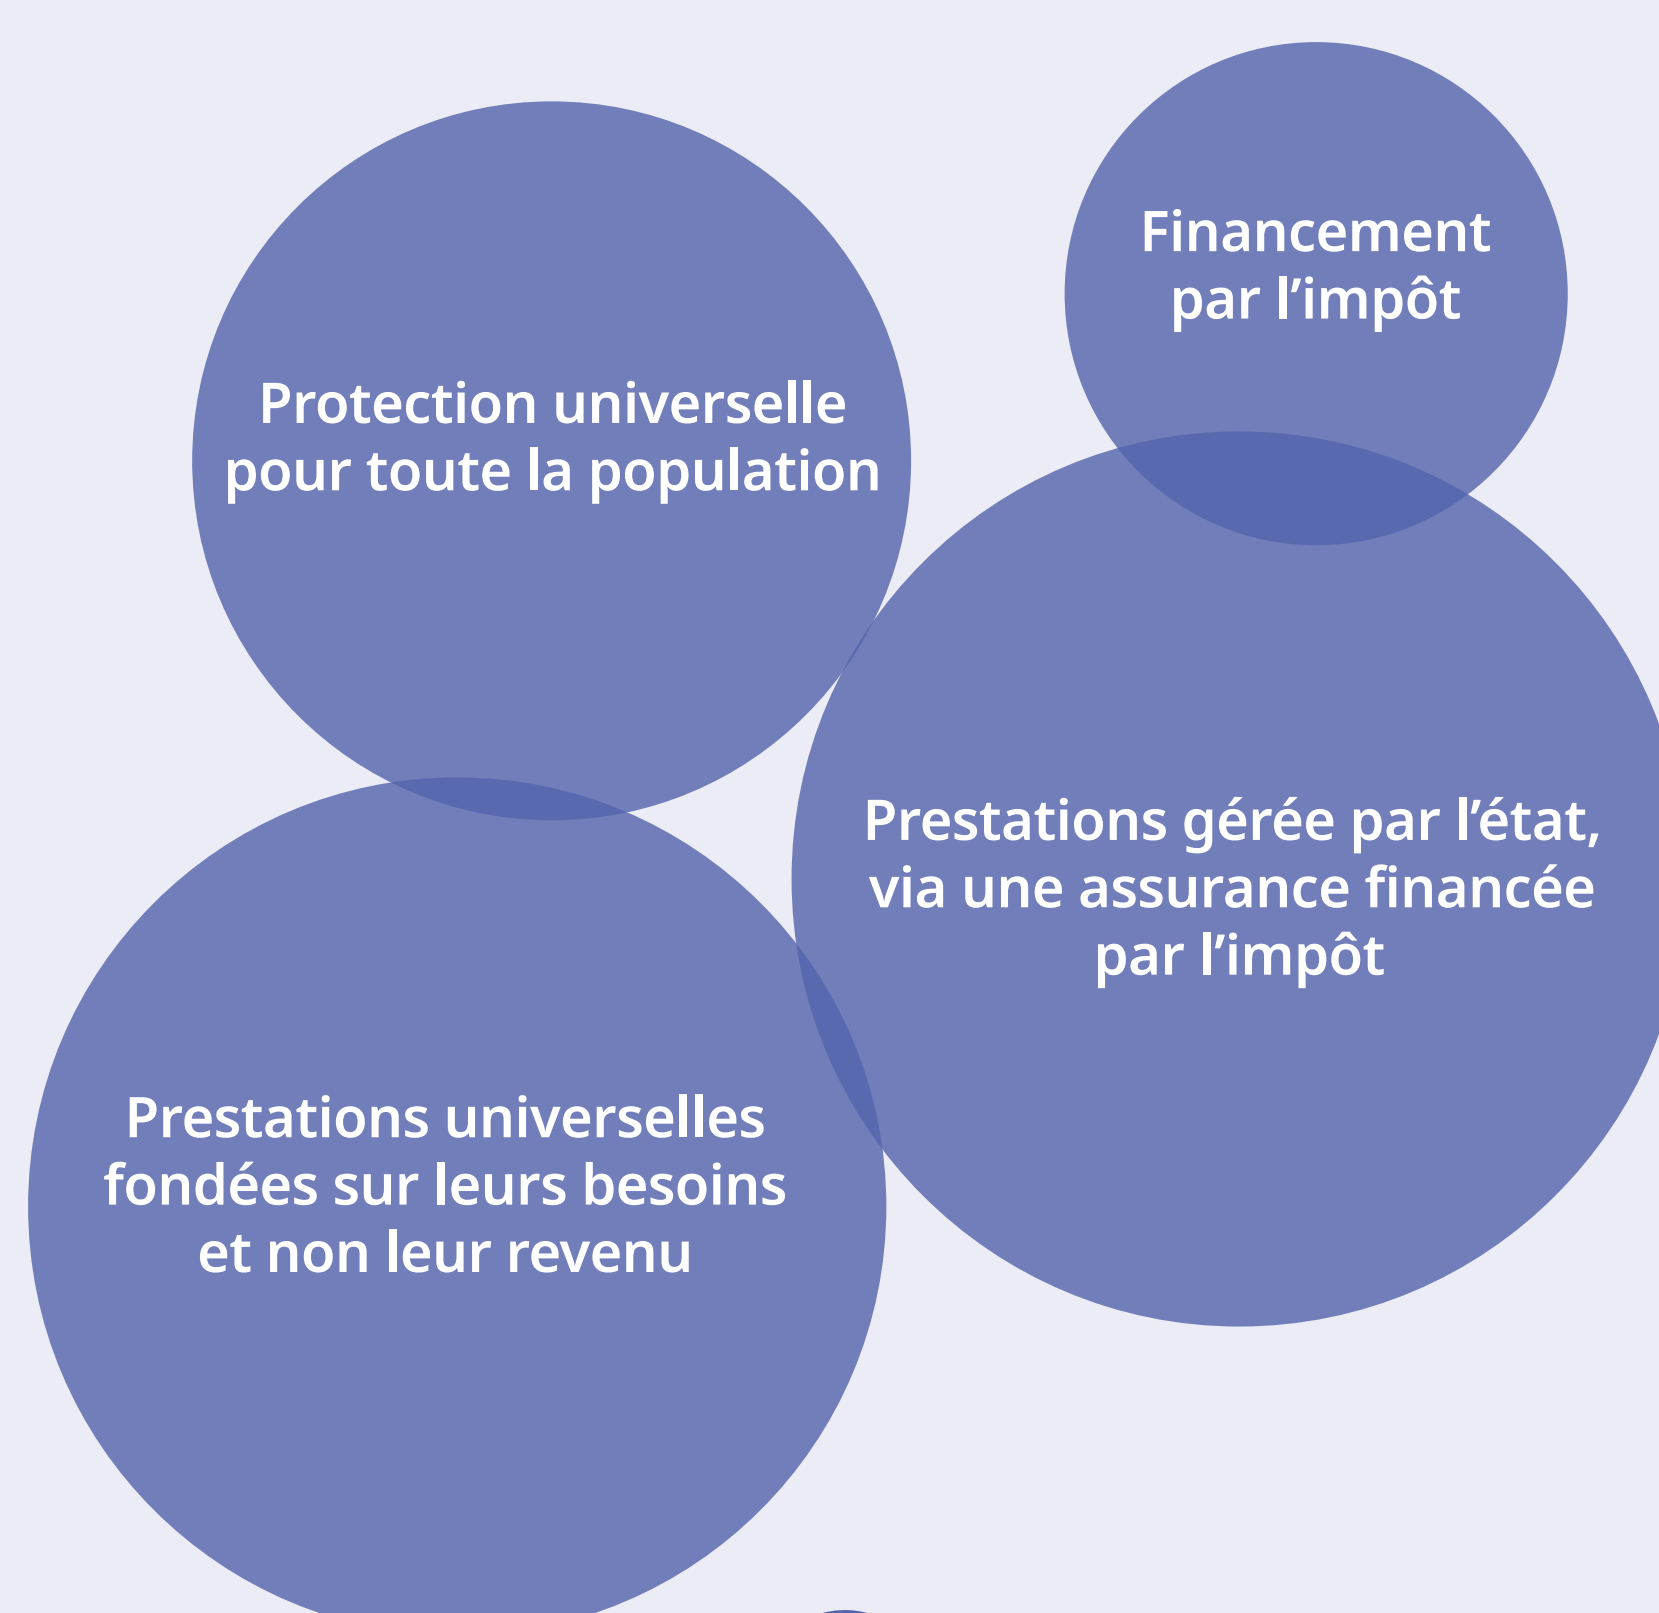 Financement
par l’impôt
Protection universelle
pour toute la population
Prestations gérée par l’état,
via une assurance financée
par l’impôt
Prestations universelles
fondées sur leurs besoins
et non leur revenu